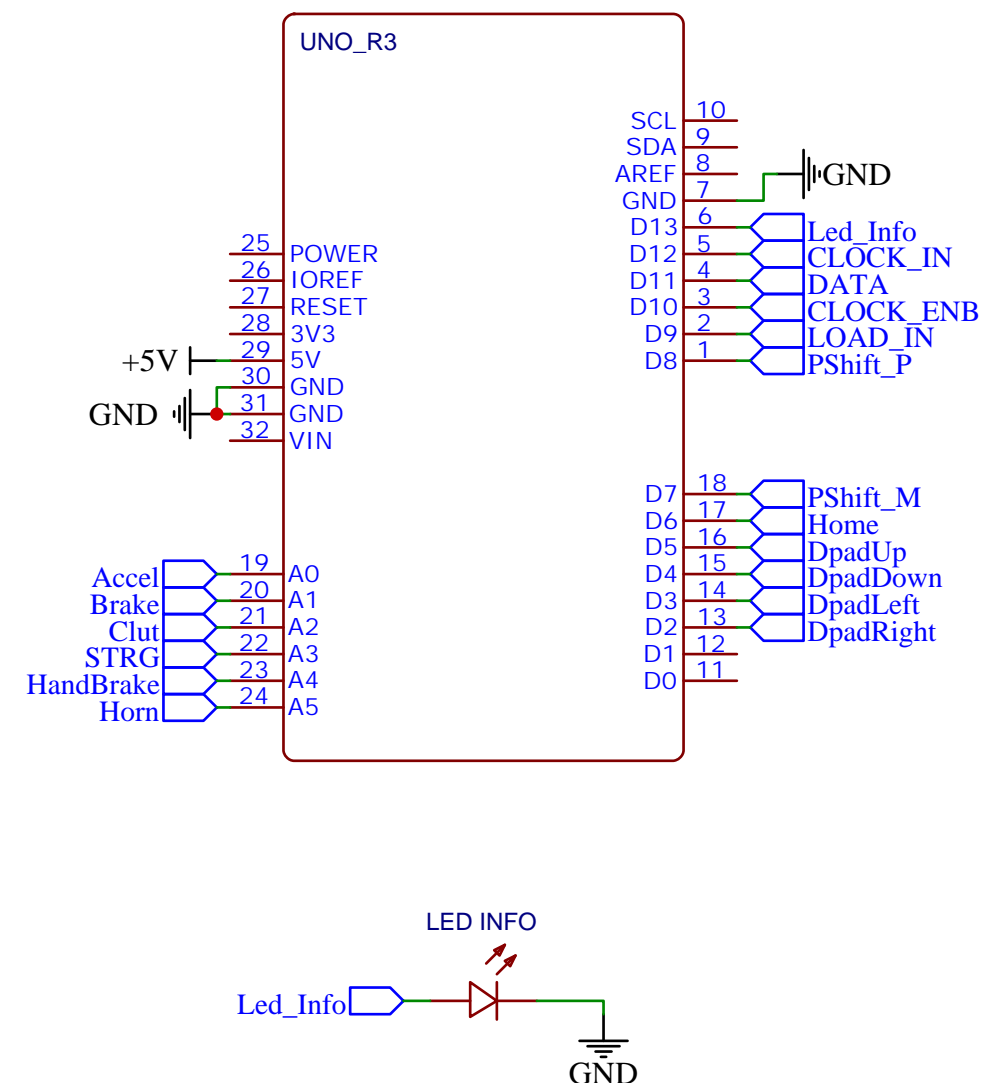 UNO_R3
SCL 10
SDA 9
AREF 8
GND 7 GND
D13 6 Led_Info
D12 5 CLOCK_IN
D11 4 DATA
D10 3 CLOCK_ENB
D9 2 LOAD_IN
D8 1 PShift_P
25 POWER
26 IOREF
27 RESET
28 3V3
+5V 29 5V
30 GND
GND 31 GND
32 VIN
D7 18 PShift_M
D6 17 Home
D5 16 DpadUp
D4 15 DpadDown
D3 14 DpadLeft
D2 13 DpadRight
D1 12
D0 11
Accel 19 A0
Brake 20 A1
Clut 21 A2
STRG 22 A3
HandBrake 23 A4
Horn 24 A5
LED INFO
Led_Info
GND